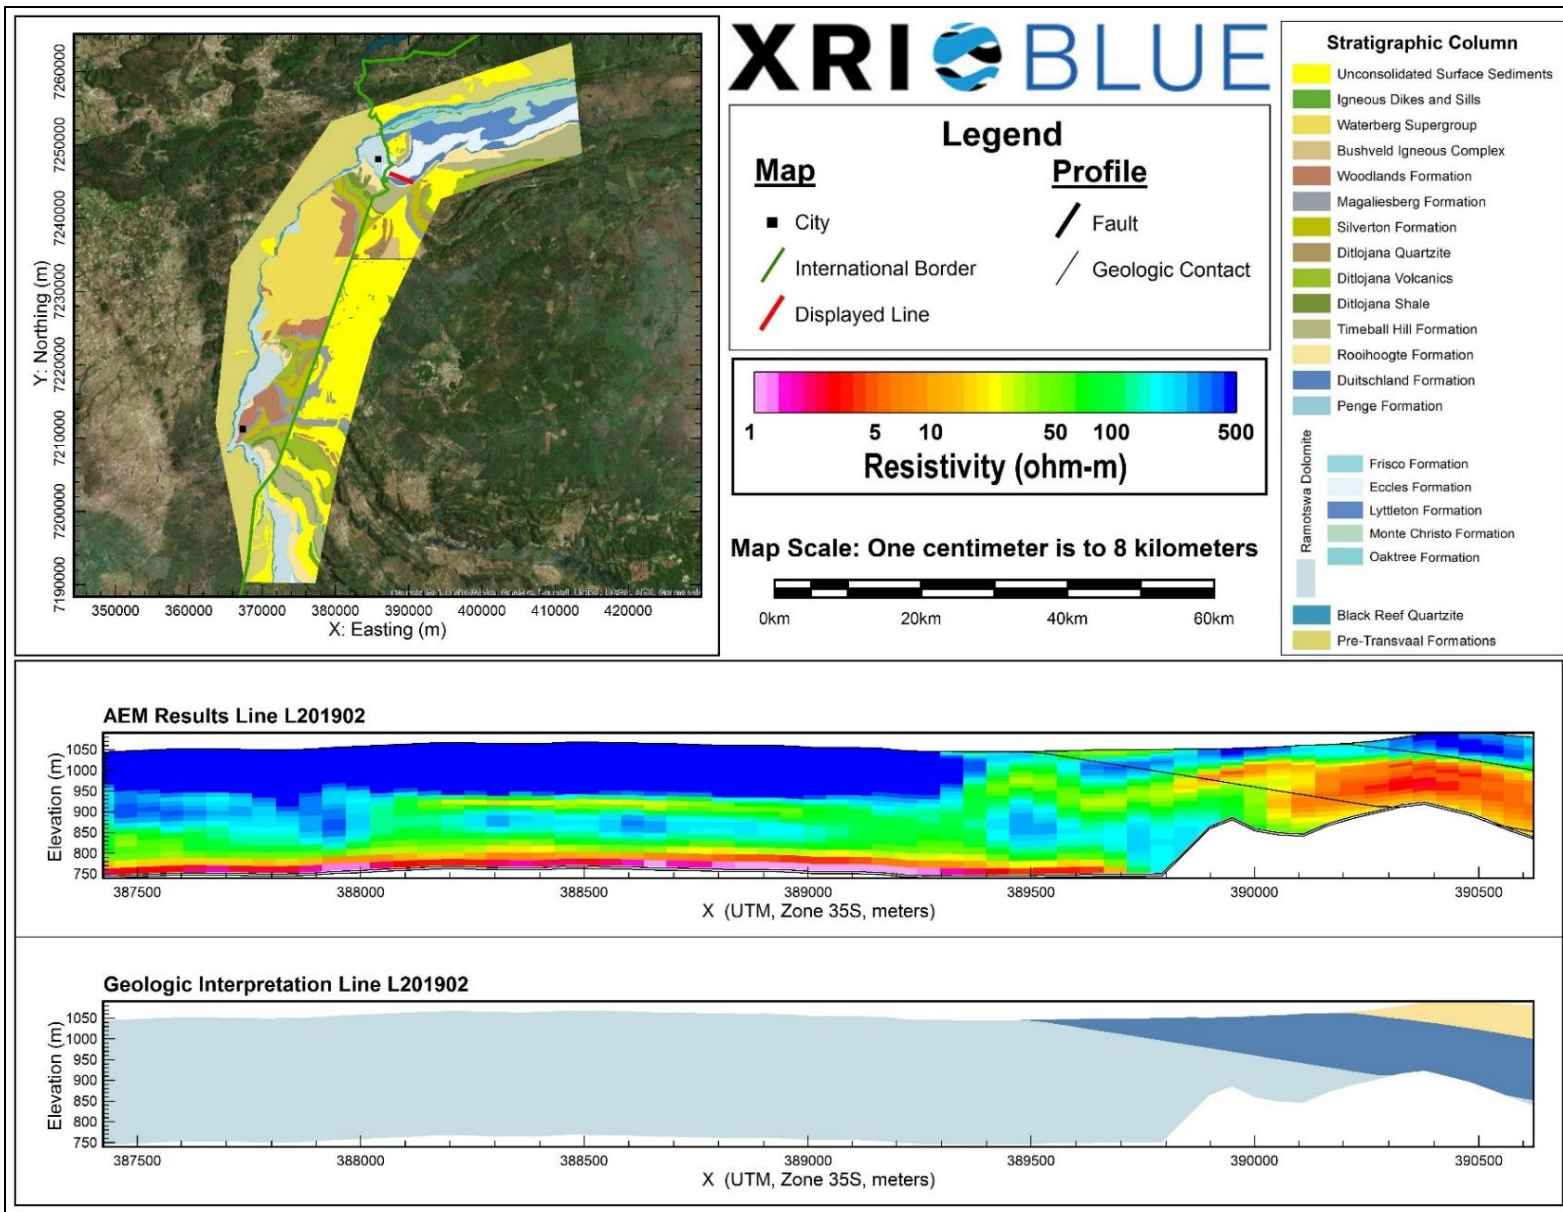 7260000
7250000
7240000
7230000
7220000
7210000
7200000
7190000
Y: Northing (m)
350000 360000 370000 380000 390000 400000 410000 420000
X: Easting (m)
XRI BLUE
Legend
Map
City
International Border
Displayed Line
Profile
Fault
Geologic Contact
1 5 10 50 100 500
Resistivity (ohm-m)
Map Scale: One centimeter is to 8 kilometers
0km 20km 40km 60km
Stratigraphic Column
Unconsolidated Surface Sediments
Igneous Dikes and Sills
Waterberg Supergroup
Bushveld Igneous Complex
Woodlands Formation
Magaliesberg Formation
Silverton Formation
Ditlojana Quartzite
Ditlojana Volcanics
Ditlojana Shale
Timeball Hill Formation
Rooihoogte Formation
Duitschland Formation
Penge Formation
Ramotswa Dolomite
Frisco Formation
Eccles Formation
Lyttleton Formation
Monte Christo Formation
Oaktree Formation
Black Reef Quartzite
Pre-Transvaal Formations
AEM Results Line L201902
Elevation (m)
1050
1000
950
900
850
800
750
387500 388000 388500 389000 389500 390000 390500
X (UTM, Zone 35S, meters)
Geologic Interpretation Line L201902
Elevation (m)
1050
1000
950
900
850
800
750
387500 388000 388500 389000 389500 390000 390500
X (UTM, Zone 35S, meters)